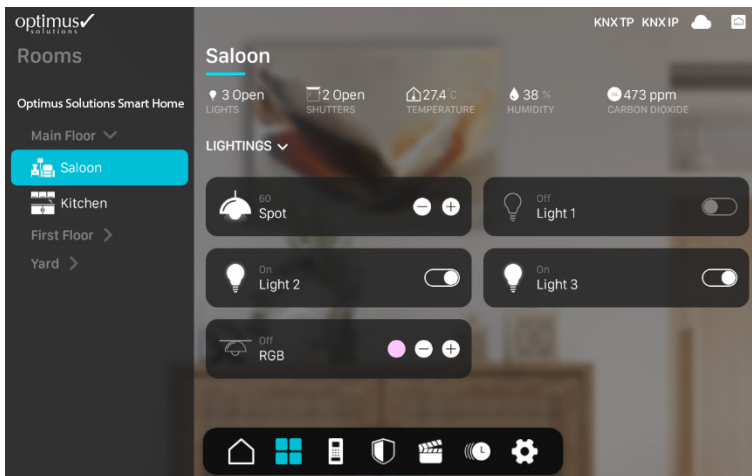 optimus✓
solutions
KNX TP KNX IP
Rooms
Saloon
Optimus Solutions Smart Home
3 Open
LIGHTS
2 Open
SHUTTERS
27.4 °C
TEMPERATURE
38 %
HUMIDITY
473 ppm
CARBON DIOXIDE
Main Floor
LIGHTINGS
Saloon
Kitchen
First Floor
Yard
60
Spot
Off
Light 1
On
Light 2
On
Light 3
Off
RGB